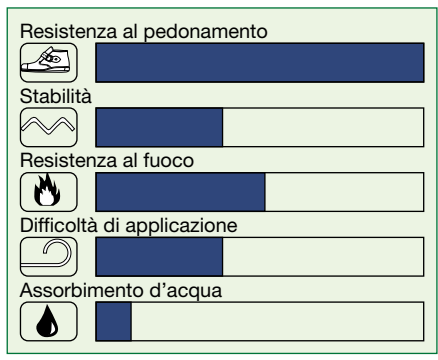 Resistenza al pedonamento
Stabilità
Resistenza al fuoco
Difficoltà di applicazione
Assorbimento d'acqua